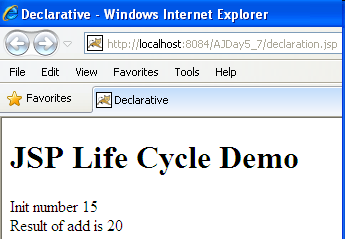 Declarative - Windows Internet Explorer
http://localhost:8084/AJDay5_7/declaration.jsp
File Edit View Favorites Tools Help
Favorites Declarative
JSP Life Cycle Demo
Init number 15
Result of add is 20